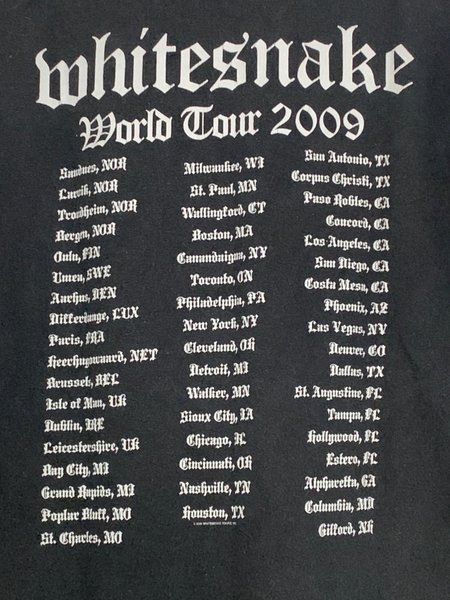 whitesnake
World Tour 2009
Sandnes, NOR
Larvik, NOR
Trondheim, NOR
Bergen, NOR
Oulu, FIN
Umea, SWE
Aarhus, DEN
Differdange, LUX
Paris, FRA
Heerhugowaard, NET
Brussel, BEL
Isle of Man, UK
Dublin, IRE
Leicestershire, UK
Bay City, MI
Grand Rapids, MI
Poplar Bluff, MO
St. Charles, MO
Milwaukee, WI
St. Paul, MN
Wallingford, CT
Boston, MA
Canandaigua, NY
Toronto, ON
Philadelphia, PA
New York, NY
Cleveland, OH
Detroit, MI
Walker, MN
Sioux City, IA
Chicago, IL
Cincinnati, OH
Nashville, TN
Houston, TX
San Antonio, TX
Corpus Christi, TX
Paso Robles, CA
Concord, CA
Los Angeles, CA
San Diego, CA
Costa Mesa, CA
Phoenix, AZ
Las Vegas, NV
Denver, CO
Dallas, TX
St. Augustine, FL
Tampa, FL
Hollywood, FL
Estero, FL
Alpharetta, GA
Columbia, MD
Gilford, NH